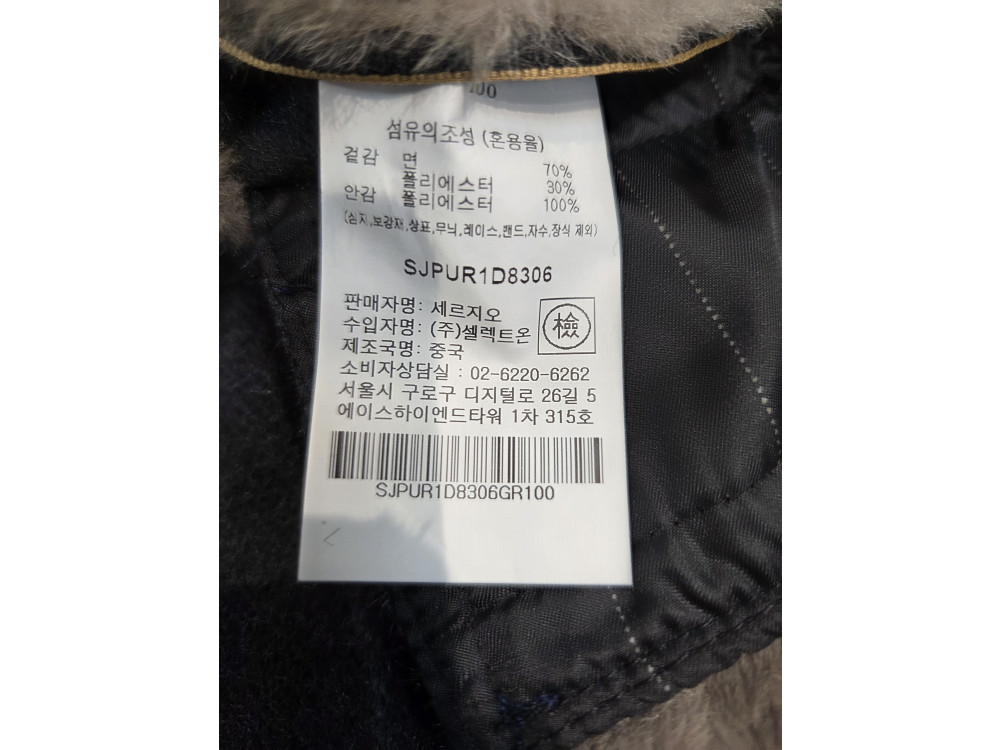 100
섬유의조성 (혼용율)
겉감 면 70%
폴리에스터 30%
안감 폴리에스터 100%
(심지,보강재,상표,무늬,레이스,밴드,자수,장식 제외)
SJPUR1D8306
판매자명: 세르지오
수입자명: (주)셀렉트온
檢
제조국명: 중국
소비자상담실 : 02-6220-6262
서울시 구로구 디지털로 26길 5
에이스하이엔드타워 1차 315호
SJPUR1D8306GR100